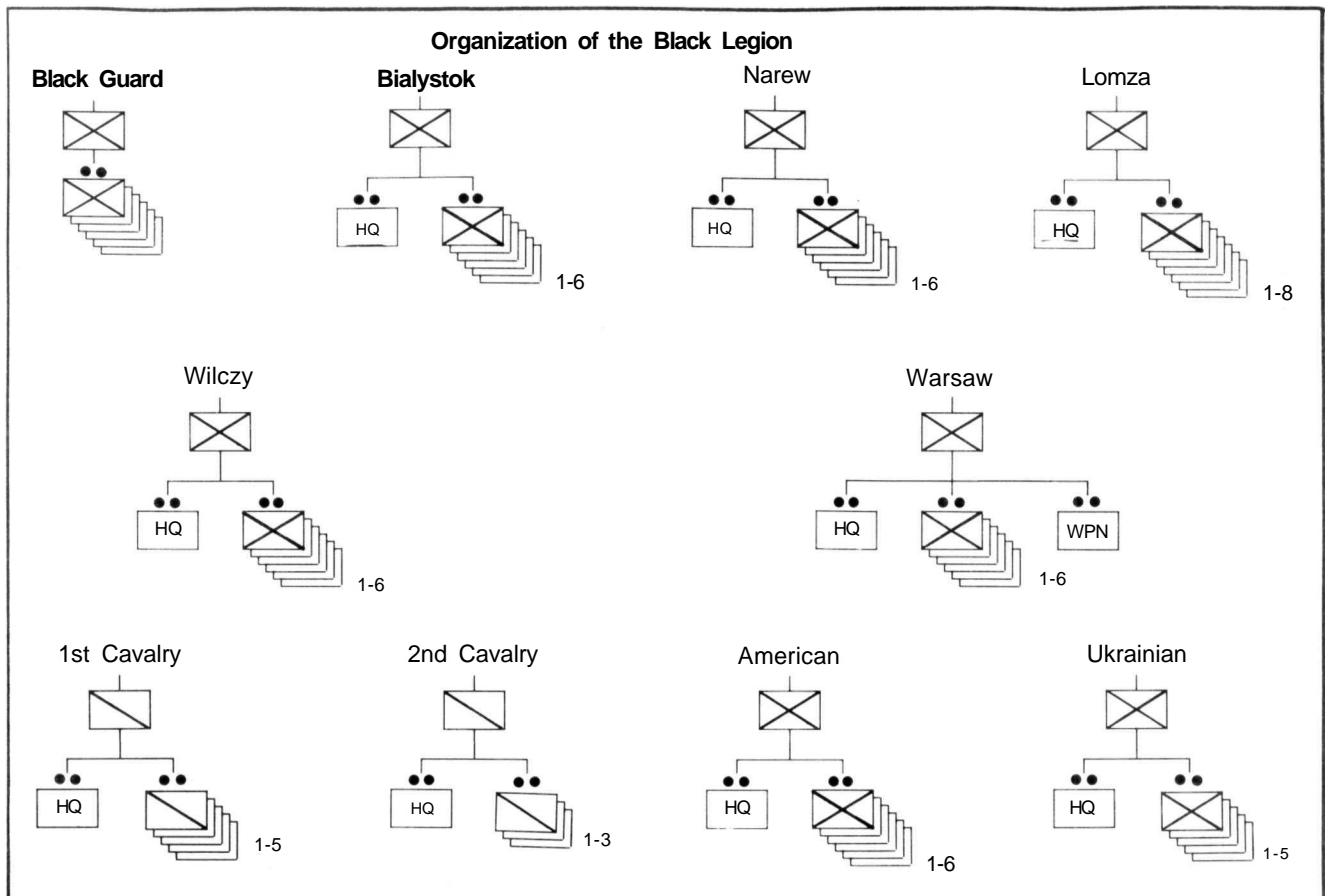 Organization of the Black Legion
Black Guard Bialystok Narew Lomza
HQ HQ HQ
1-6 1-6 1-8
Wilczy Warsaw
HQ HQ WPN
1-6 1-6
1st Cavalry 2nd Cavalry American Ukrainian
HQ HQ HQ HQ
1-5 1-3 1-6 1-5